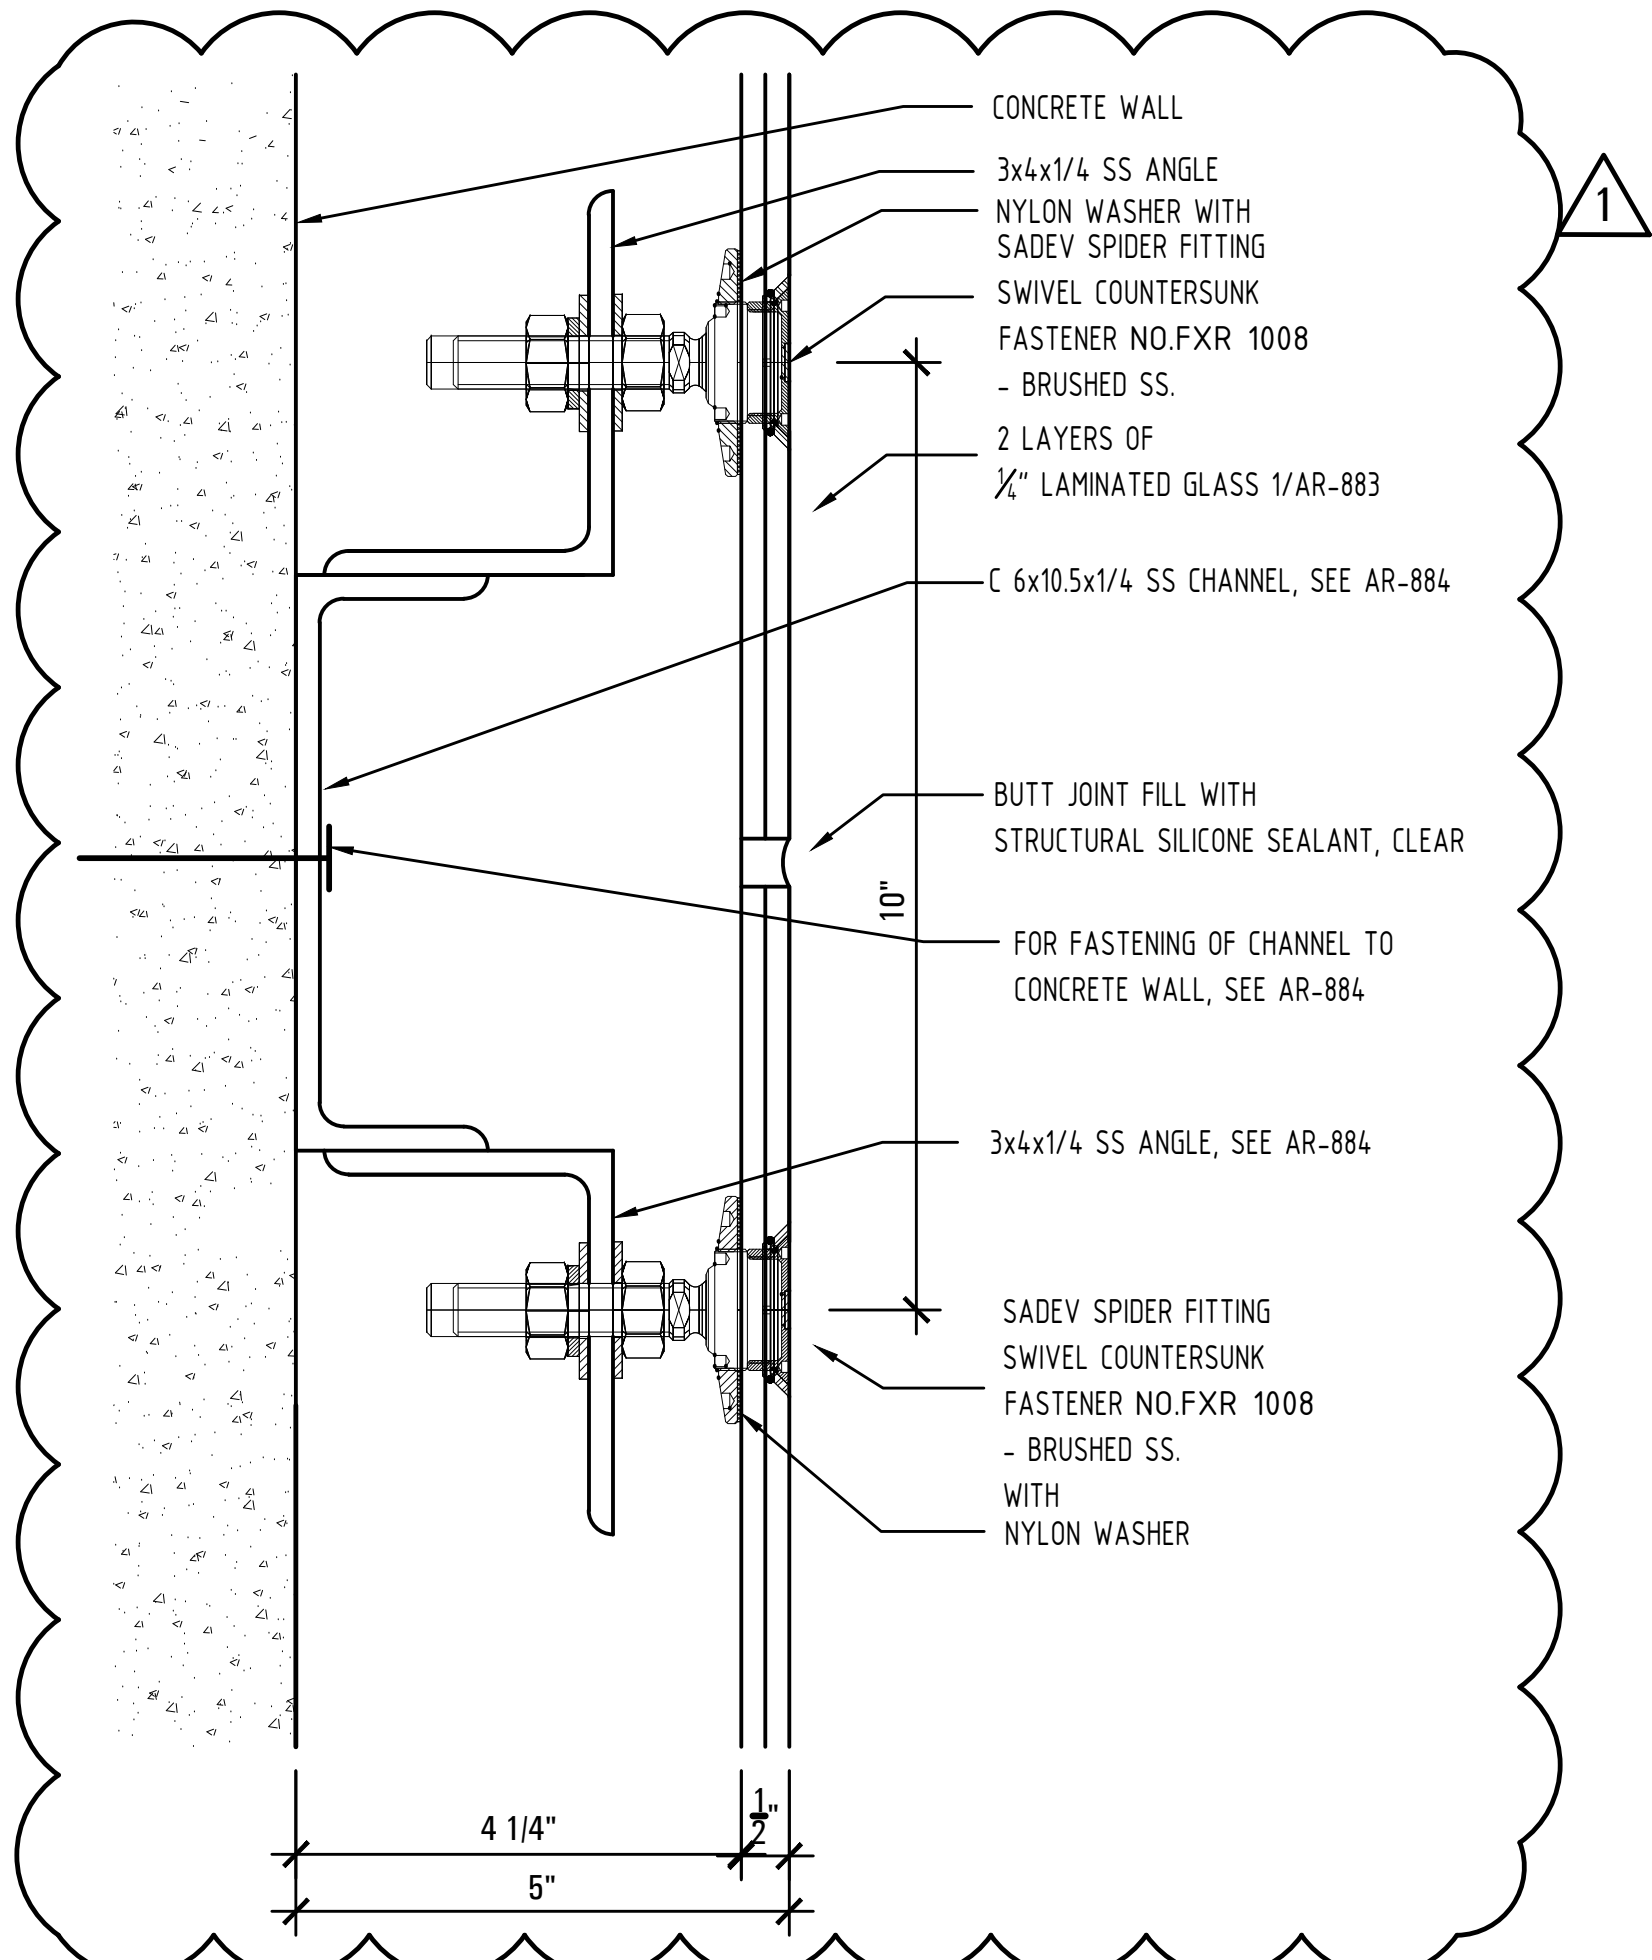 CONCRETE WALL
3x4x1/4 SS ANGLE
1
NYLON WASHER WITH
SADEV SPIDER FITTING
SWIVEL COUNTERSUNK
FASTENER NO.FXR 1008
- BRUSHED SS.
2 LAYERS OF
1/4" LAMINATED GLASS 1/AR-883
C 6x10.5x1/4 SS CHANNEL, SEE AR-884
BUTT JOINT FILL WITH
STRUCTURAL SILICONE SEALANT, CLEAR
10"
FOR FASTENING OF CHANNEL TO
CONCRETE WALL, SEE AR-884
3x4x1/4 SS ANGLE, SEE AR-884
SADEV SPIDER FITTING
SWIVEL COUNTERSUNK
FASTENER NO.FXR 1008
- BRUSHED SS.
WITH
NYLON WASHER
4 1/4"
1/2"
5"